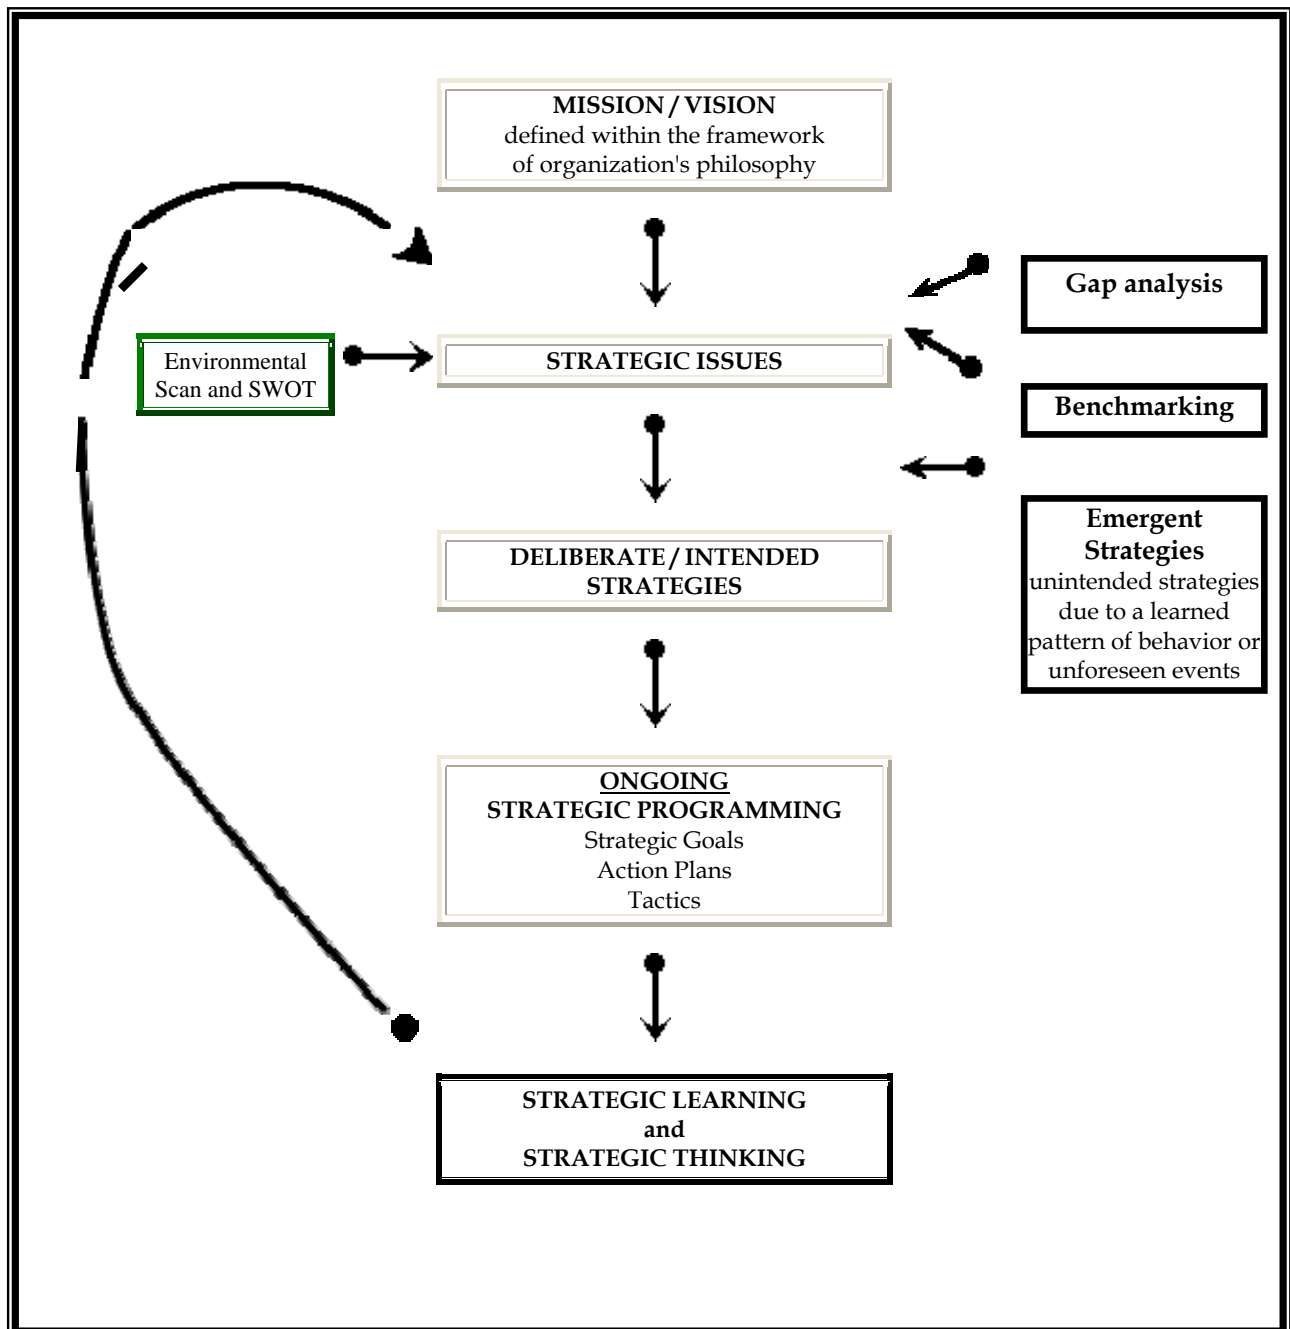 MISSION / VISION
defined within the framework
of organization's philosophy
Gap analysis
Environmental
Scan and SWOT
STRATEGIC ISSUES
Benchmarking
DELIBERATE / INTENDED
STRATEGIES
Emergent
Strategies
unintended strategies
due to a learned
pattern of behavior or
unforeseen events
ONGOING
STRATEGIC PROGRAMMING
Strategic Goals
Action Plans
Tactics
STRATEGIC LEARNING
and
STRATEGIC THINKING